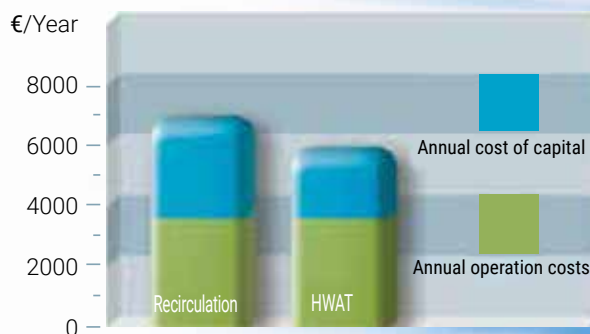 €/Year
8000
6000
4000
2000
0
Recirculation
HWAT
Annual cost of capital
Annual operation costs